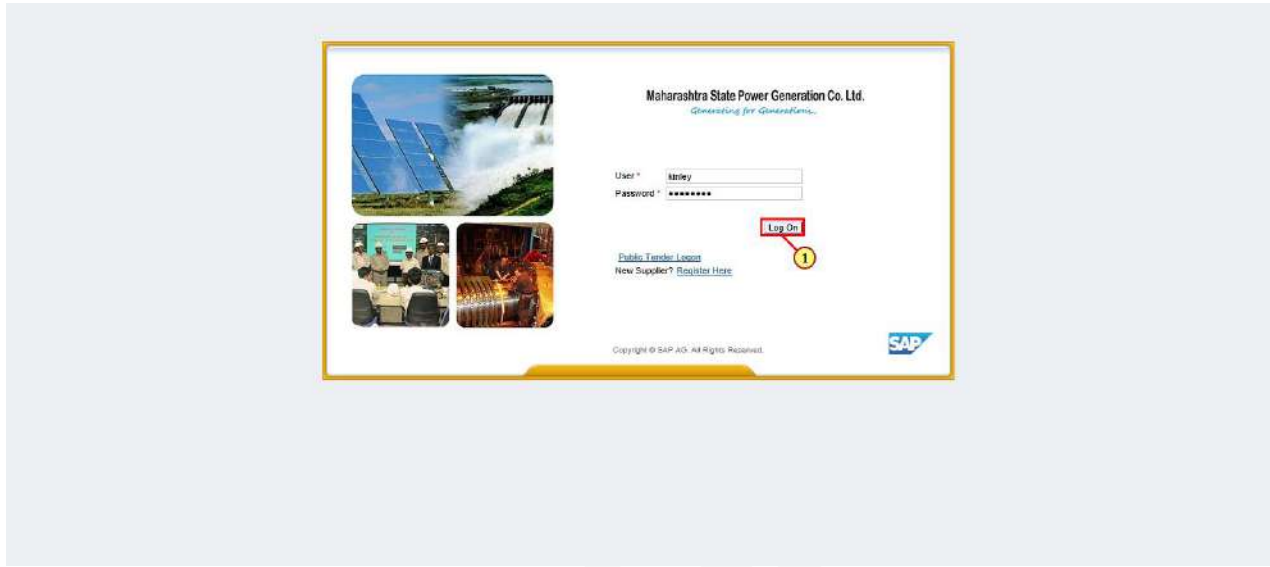 Maharashtra State Power Generation Co. Ltd.
Generating for Generations..
User * kinley
Password * ••••••••
Log On
1
Public Tender Logon
New Supplier? Register Here
Copyright © SAP AG. All Rights Reserved.
SAP